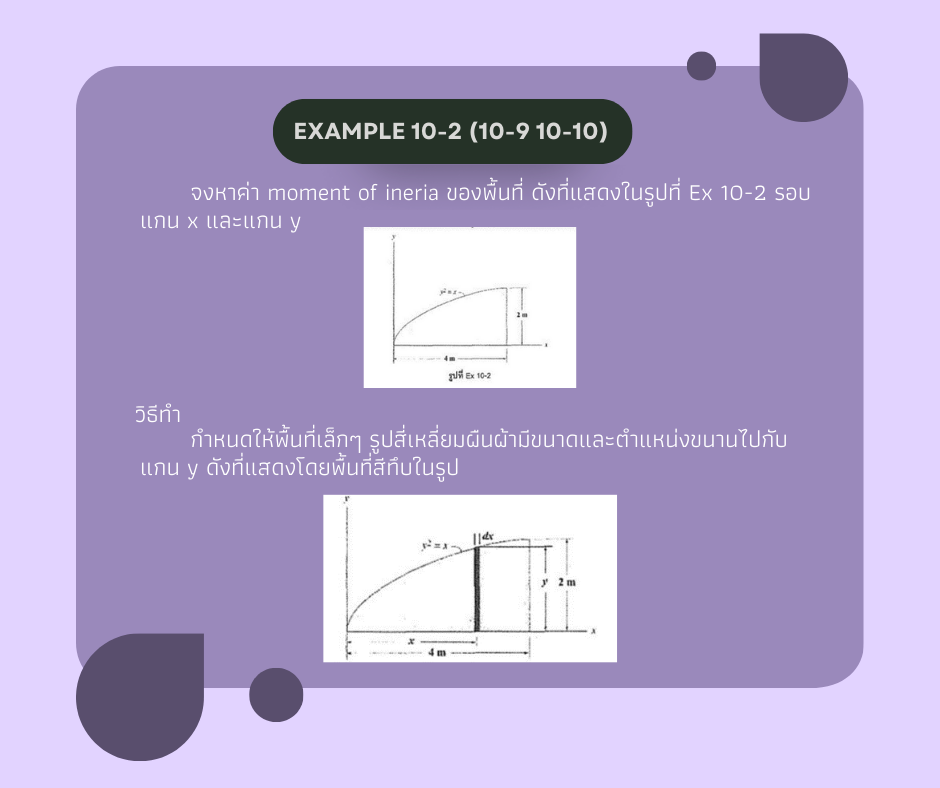 EXAMPLE 10-2 (10-9 10-10)
จงหาค่า moment of ineria ของพื้นที่ ดังที่แสดงในรูปที่ Ex 10-2 รอบ
แกน x และแกน y
y
y² = x
2 m
x
4 m
รูปที่ Ex 10-2
วิธีทำ
กำหนดให้พื้นที่เล็กๆ รูปสี่เหลี่ยมผืนผ้ามีขนาดและตำแหน่งขนานไปกับ
แกน y ดังที่แสดงโดยพื้นที่สีทึบในรูป
y
dx
y² = x
y
2 m
x
x
4 m